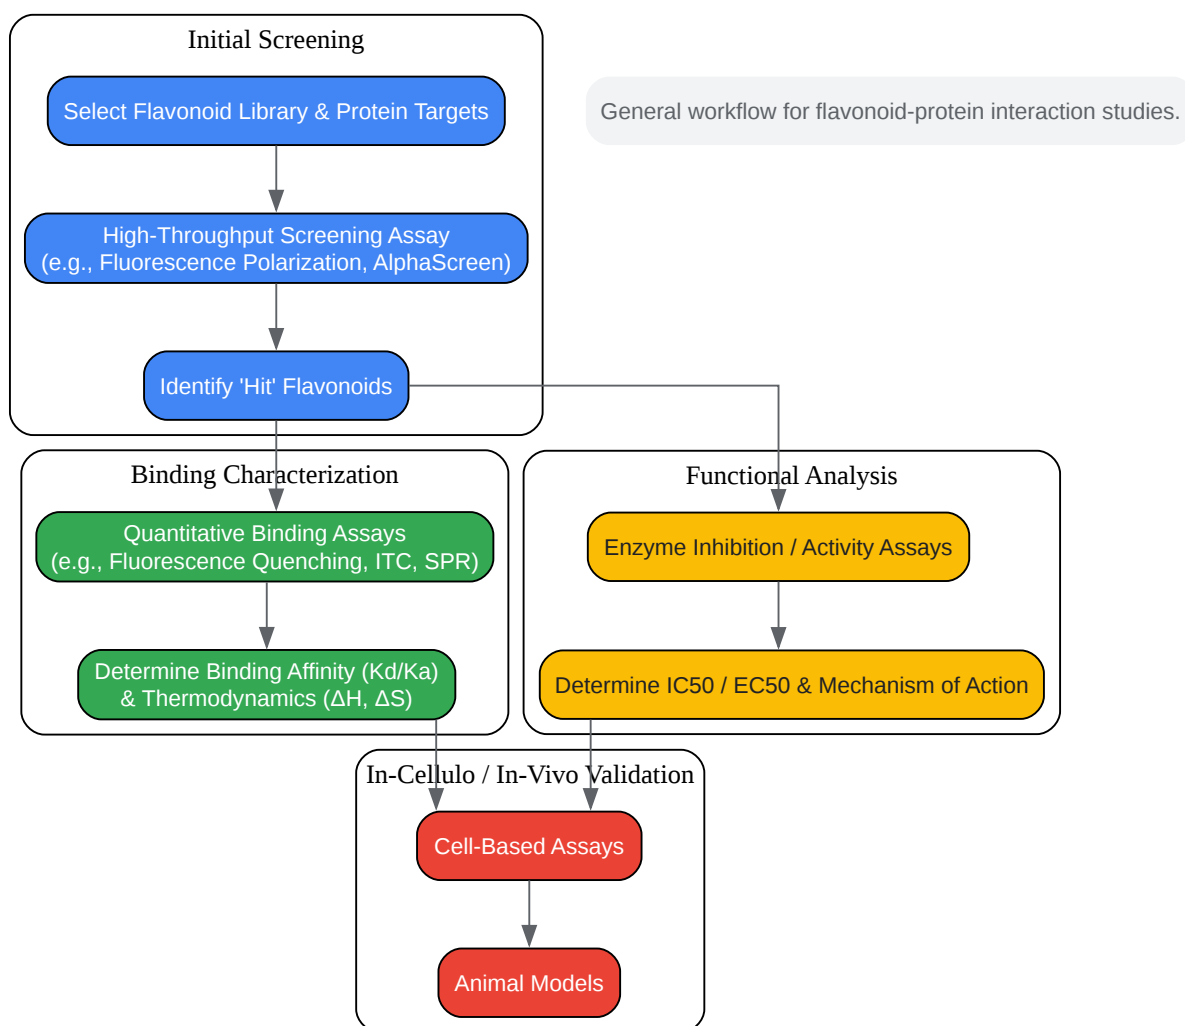 Initial Screening
Select Flavonoid Library & Protein Targets
General workflow for flavonoid-protein interaction studies.
High-Throughput Screening Assay
(e.g., Fluorescence Polarization, AlphaScreen)
Identify 'Hit' Flavonoids
Binding Characterization
Quantitative Binding Assays
(e.g., Fluorescence Quenching, ITC, SPR)
Determine Binding Affinity (Kd/Ka)
& Thermodynamics (ΔH, ΔS)
Functional Analysis
Enzyme Inhibition / Activity Assays
Determine IC50 / EC50 & Mechanism of Action
In-Cellulo / In-Vivo Validation
Cell-Based Assays
Animal Models